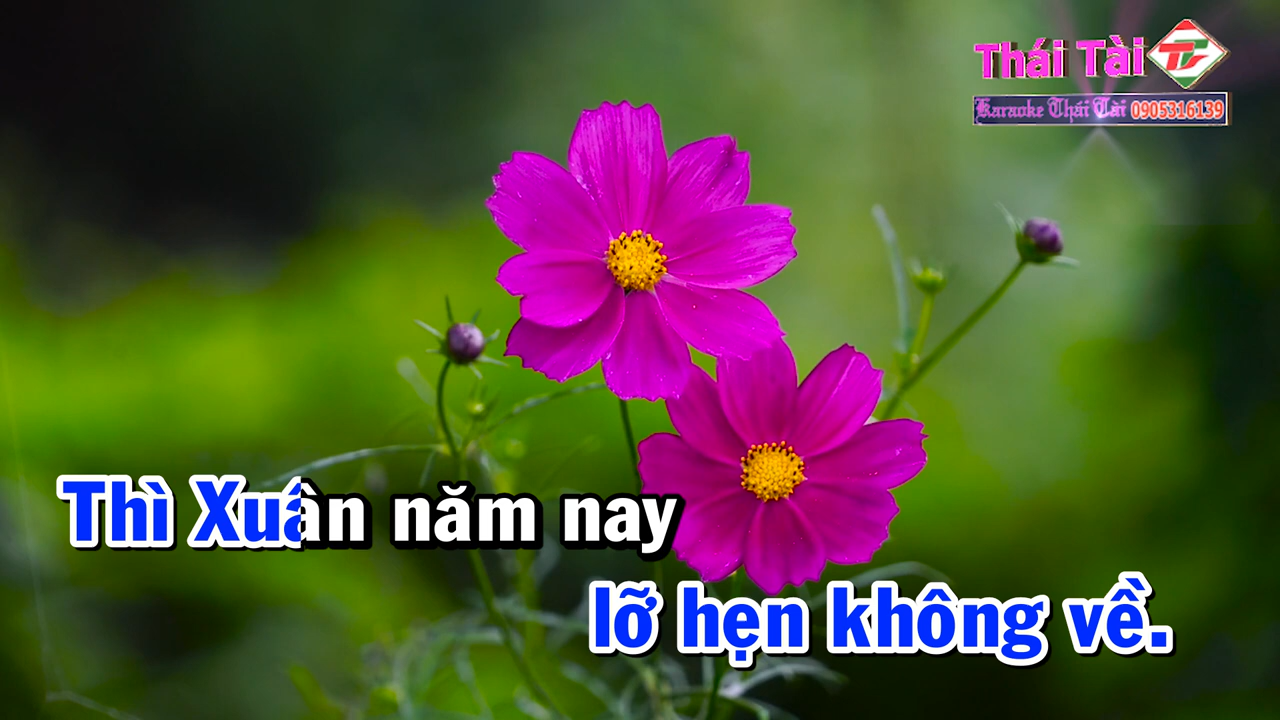 Thái Tài
Karaoke Thái Tài 0905316139
Thì Xuân năm nay
lỡ hẹn không về.